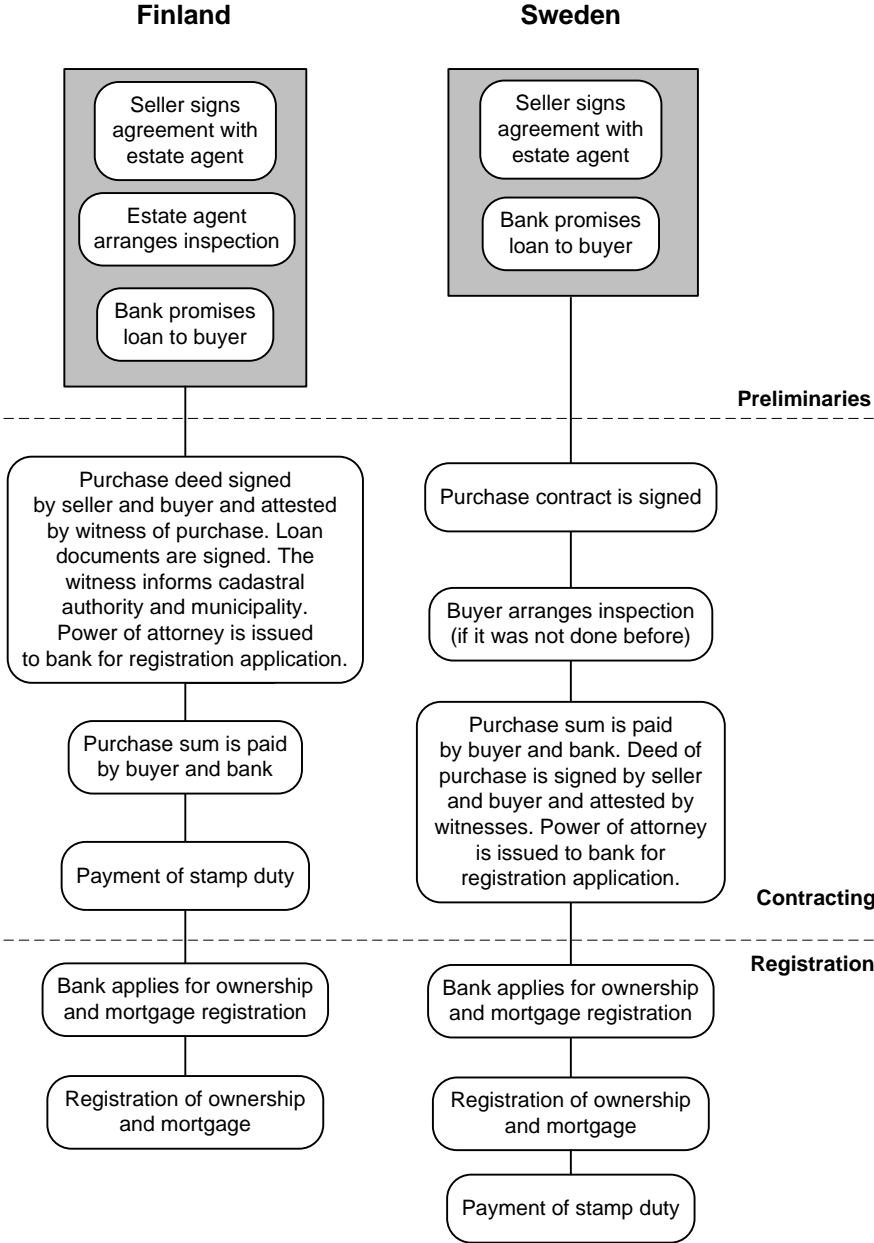 Finland
Seller signs
agreement with
estate agent
Estate agent
arranges inspection
Bank promises
loan to buyer
Sweden
Seller signs
agreement with
estate agent
Bank promises
loan to buyer
Preliminaries
Purchase deed signed
by seller and buyer and attested
by witness of purchase. Loan
documents are signed. The
witness informs cadastral
authority and municipality.
Power of attorney is issued
to bank for registration application.
Purchase sum is paid
by buyer and bank
Payment of stamp duty
Purchase contract is signed
Buyer arranges inspection
(if it was not done before)
Purchase sum is paid
by buyer and bank. Deed of
purchase is signed by seller
and buyer and attested by
witnesses. Power of attorney
is issued to bank for
registration application.
Contracting
Registration
Bank applies for ownership
and mortgage registration
Registration of ownership
and mortgage
Bank applies for ownership
and mortgage registration
Registration of ownership
and mortgage
Payment of stamp duty